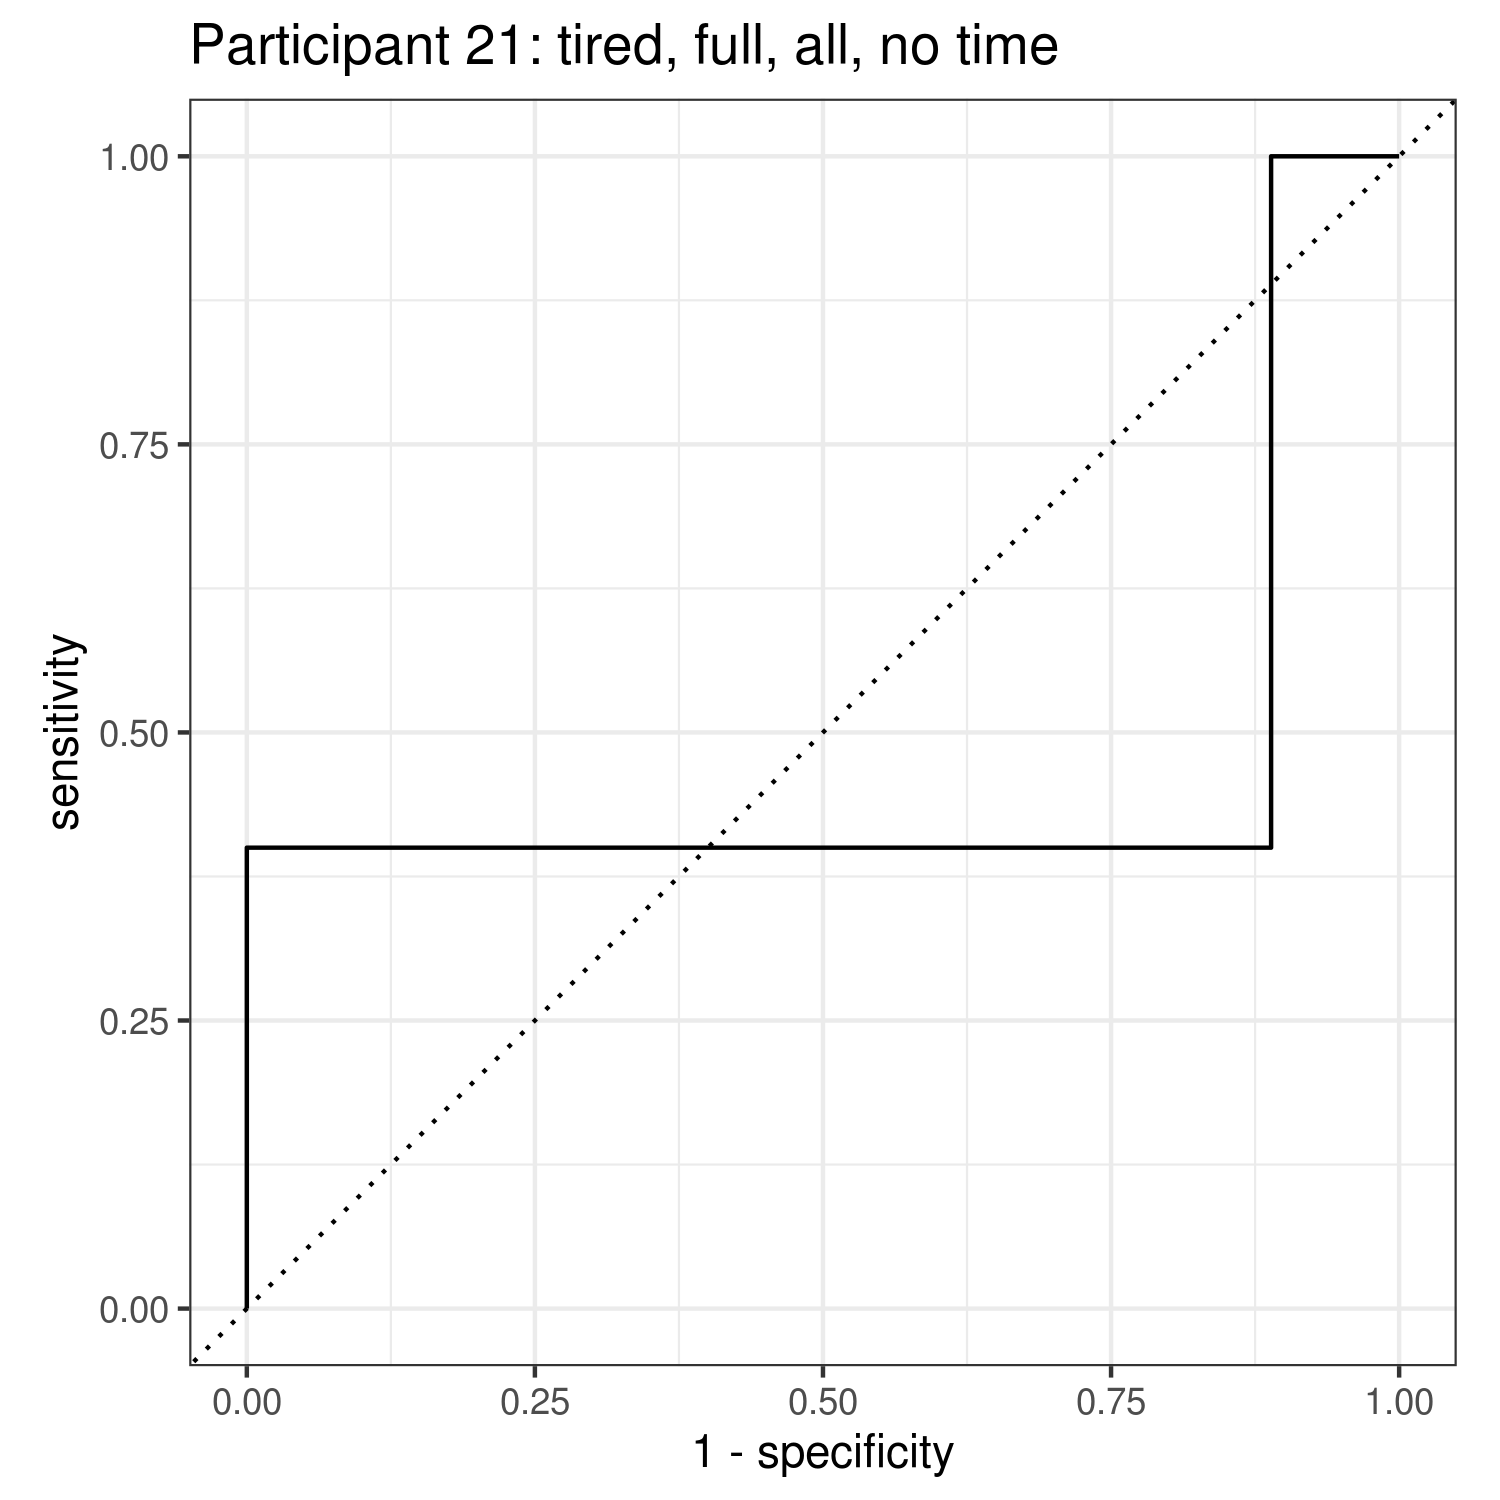 Participant 21: tired, full, all, no time
1.00
0.75
0.50
0.25
0.00
sensitivity
0.00 0.25 0.50 0.75 1.00
1 - specificity